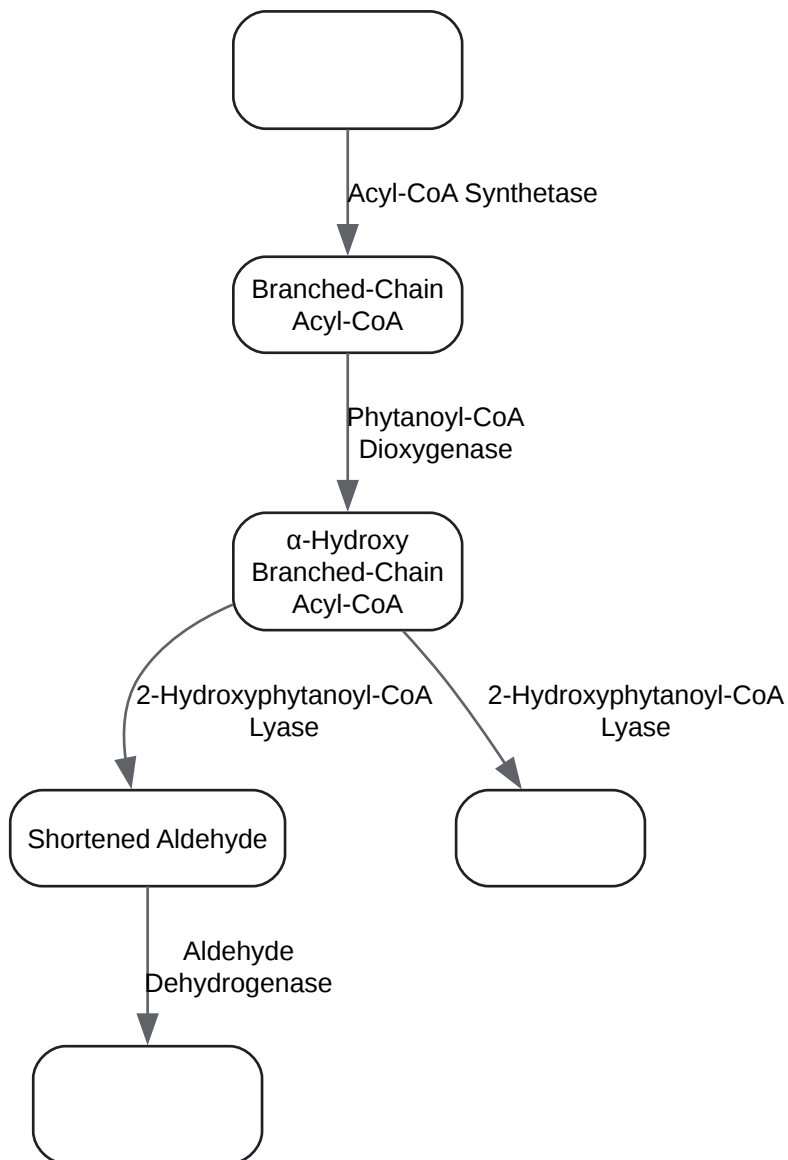 Acyl-CoA Synthetase
Branched-Chain
Acyl-CoA
Phytanoyl-CoA
Dioxygenase
α-Hydroxy
Branched-Chain
Acyl-CoA
2-Hydroxyphytanoyl-CoA
Lyase
2-Hydroxyphytanoyl-CoA
Lyase
Shortened Aldehyde
Aldehyde
Dehydrogenase